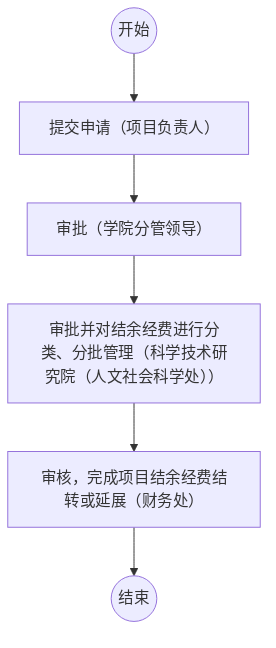 开始
提交申请（项目负责人）
审批（学院分管领导）
审批并对结余经费进行分
类、分批管理（科学技术研
究院（人文社会科学处））
审核，完成项目结余经费结
转或延展（财务处）
结束